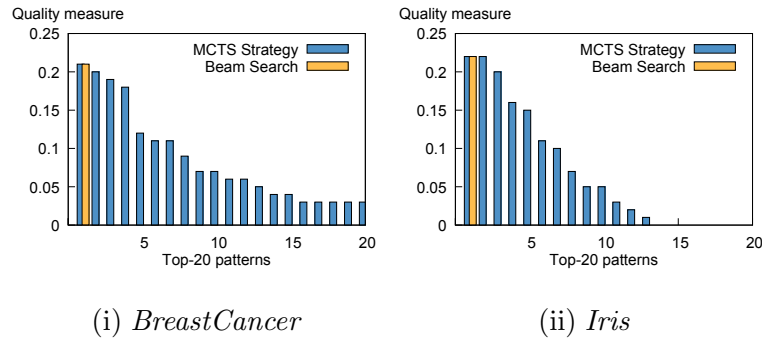 Quality measure
0.25
0.2
0.15
0.1
0.05
0
MCTS Strategy
Beam Search
5 10 15 20
Top-20 patterns
(i) BreastCancer
Quality measure
0.25
0.2
0.15
0.1
0.05
0
MCTS Strategy
Beam Search
5 10 15 20
Top-20 patterns
(ii) Iris